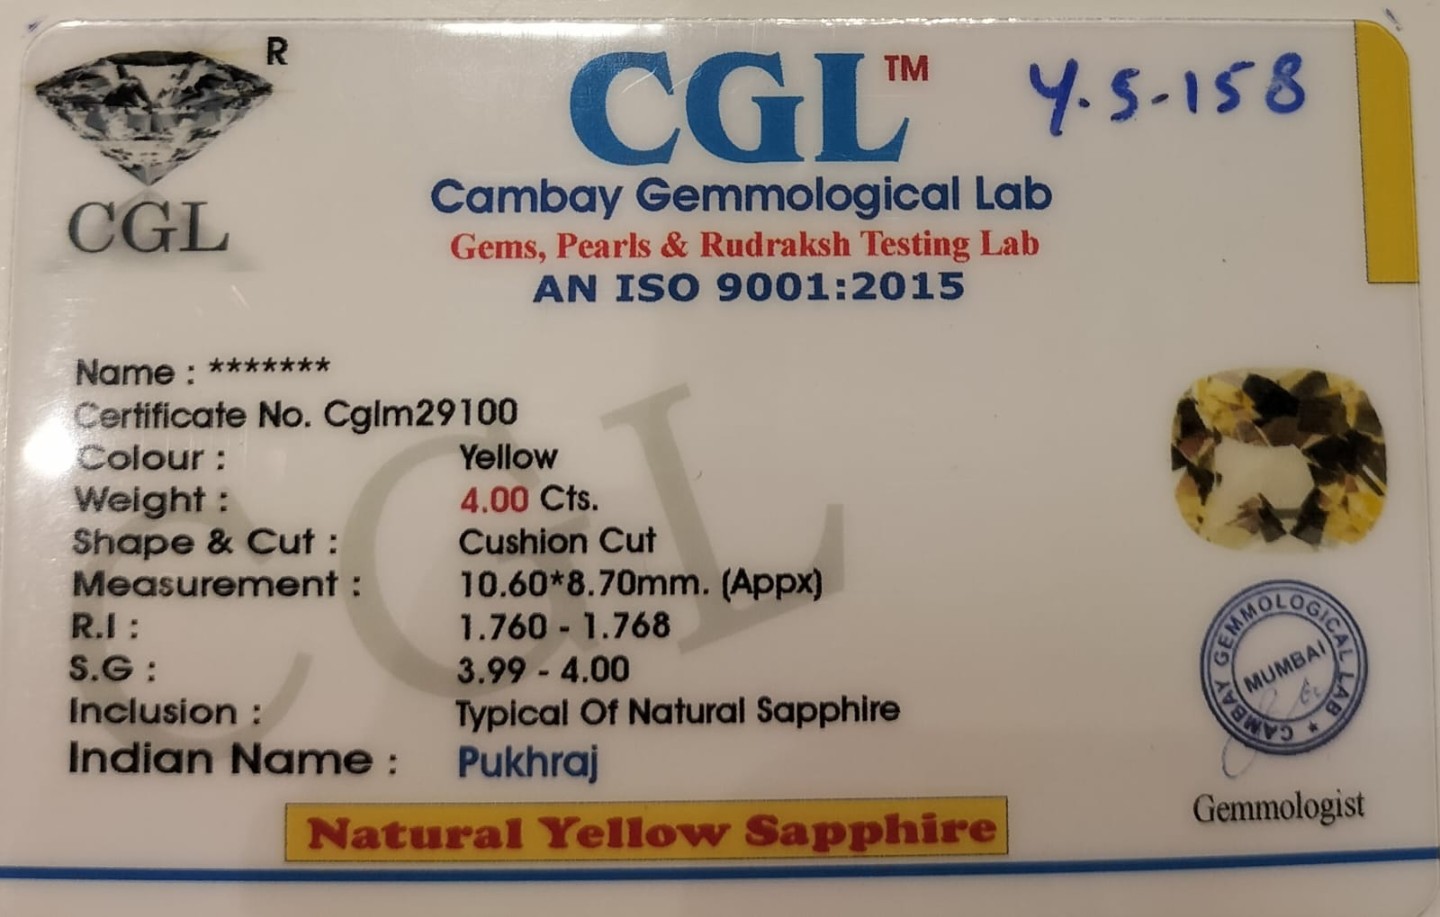 R
CGL
CGL™
Y.S-158
Cambay Gemmological Lab
Gems, Pearls & Rudraksh Testing Lab
AN ISO 9001:2015
Name : *******
Certificate No. Cglm29100
Colour : Yellow
Weight : 4.00 Cts.
Shape & Cut : Cushion Cut
Measurement : 10.60*8.70mm. (Appx)
R.I : 1.760 - 1.768
S.G : 3.99 - 4.00
Inclusion : Typical Of Natural Sapphire
Indian Name : Pukhraj
CGL
CAMBAY GEMMOLOGICAL LAB *
MUMBAI
Gemmologist
Natural Yellow Sapphire